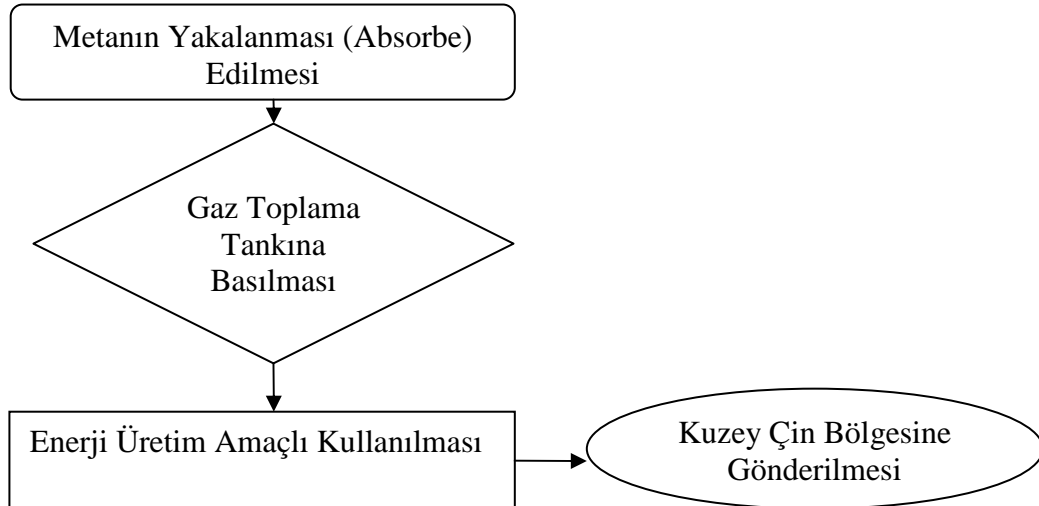 Metanın Yakalanması (Absorbe)
Edilmesi
Gaz Toplama
Tankına
Basılması
Enerji Üretim Amaçlı Kullanılması
Kuzey Çin Bölgesine
Gönderilmesi